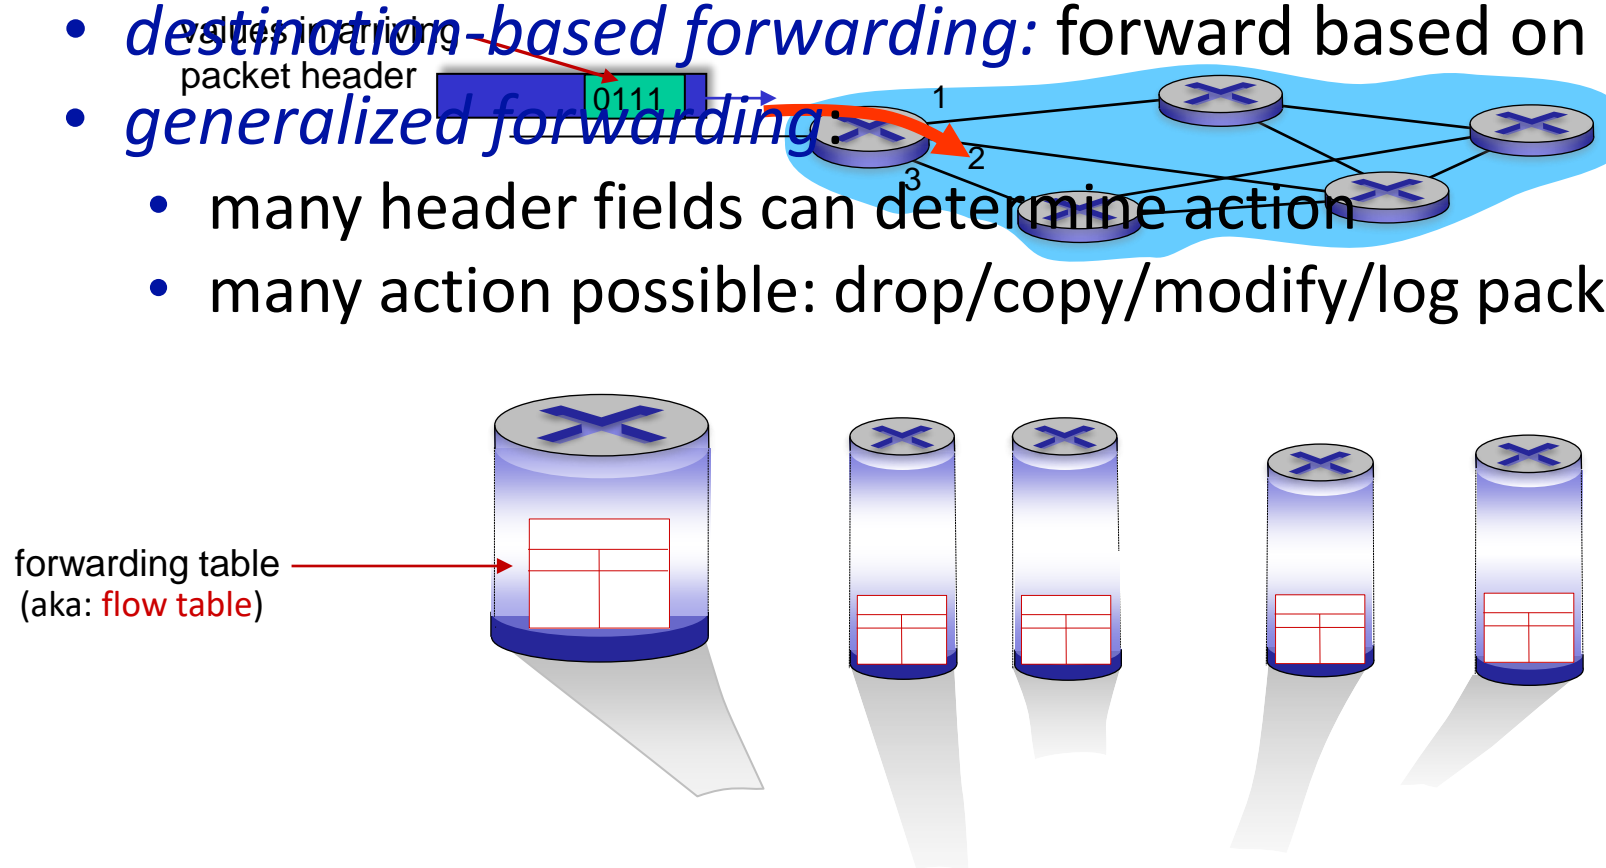 • destination-based forwarding: forward based on
values in arriving
packet header
0111
1
• generalized forwarding:
2
3
• many header fields can determine action
• many action possible: drop/copy/modify/log pack
forwarding table
(aka: flow table)